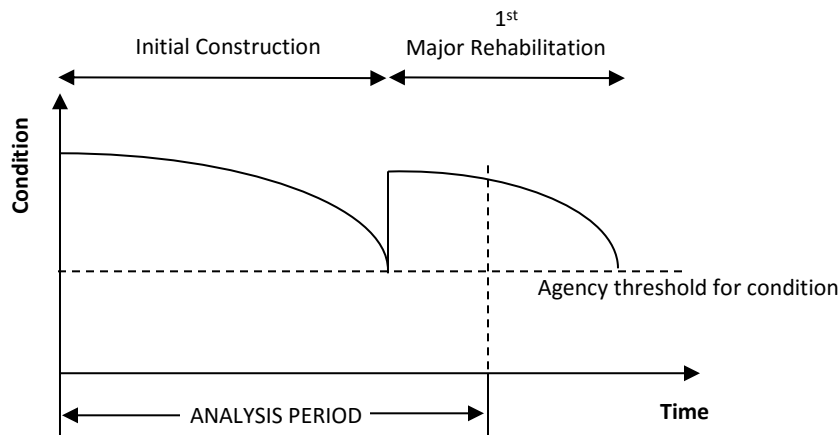 1st
Initial Construction
Major Rehabilitation
Condition
Agency threshold for condition
ANALYSIS PERIOD
Time